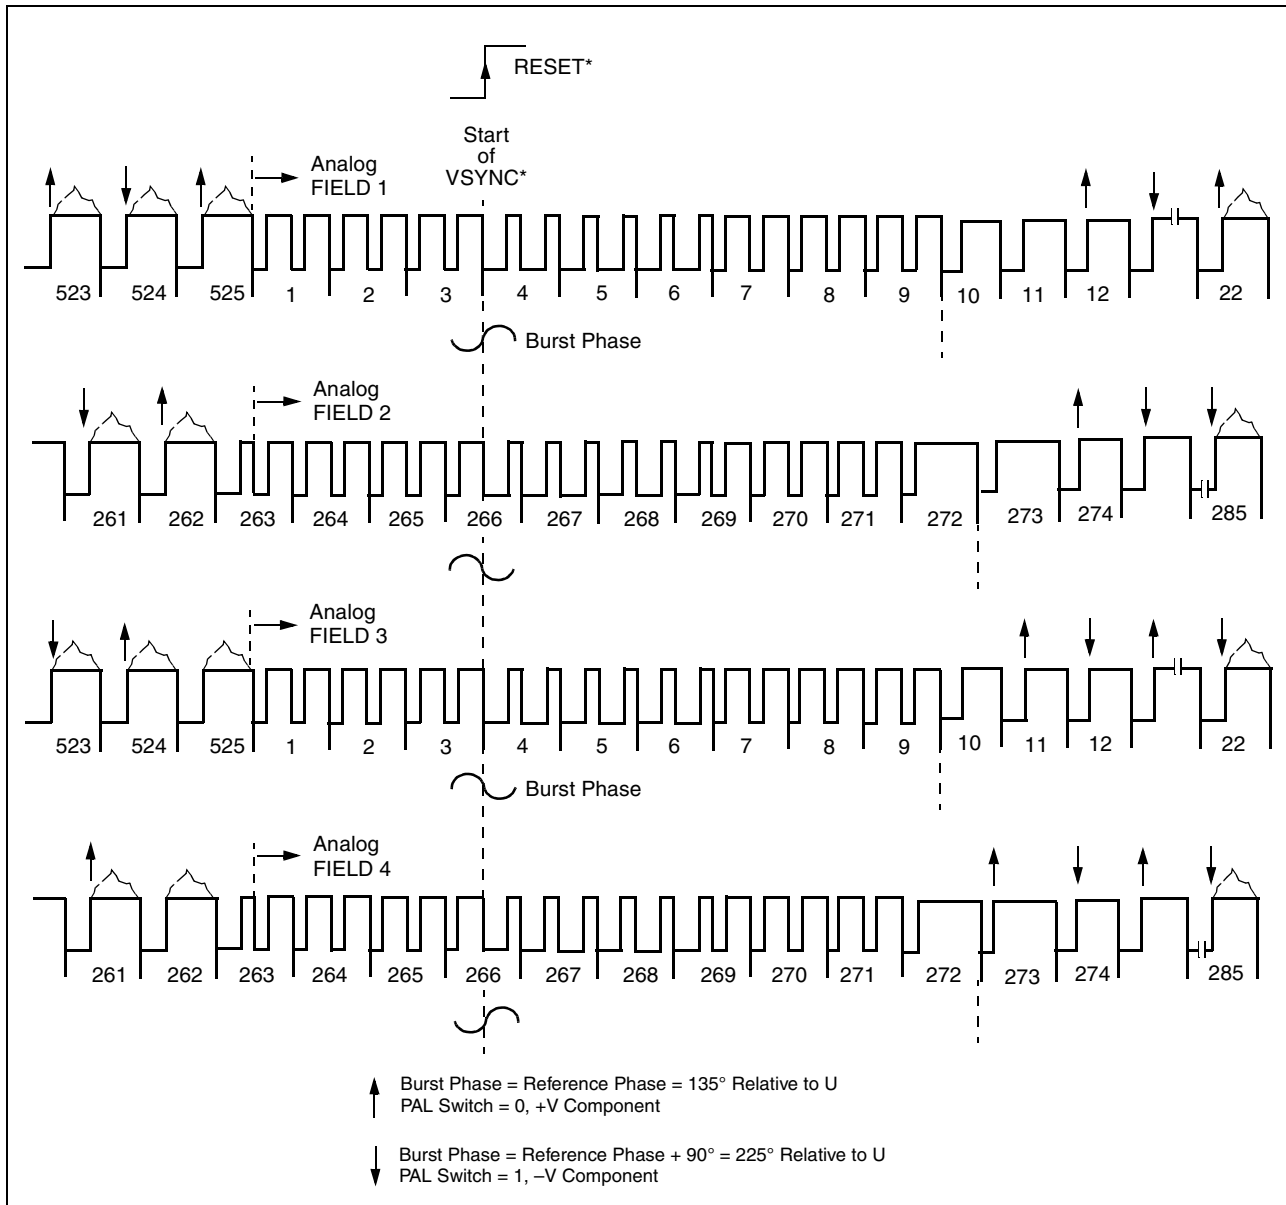 RESET*
Start
of
VSYNC*
Analog
FIELD 1
523 524 525 1 2 3 4 5 6 7 8 9 10 11 12 22
Burst Phase
Analog
FIELD 2
261 262 263 264 265 266 267 268 269 270 271 272 273 274 285
Analog
FIELD 3
523 524 525 1 2 3 4 5 6 7 8 9 10 11 12 22
Burst Phase
Analog
FIELD 4
261 262 263 264 265 266 267 268 269 270 271 272 273 274 285
Burst Phase = Reference Phase = 135° Relative to U
PAL Switch = 0, +V Component
Burst Phase = Reference Phase + 90° = 225° Relative to U
PAL Switch = 1, –V Component